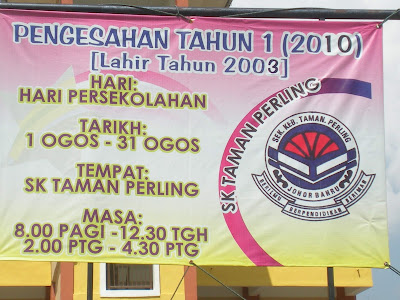 PENGESAHAN TAHUN 1 (2010)
[Lahir Tahun 2003]
HARI:
HARI PERSEKOLAHAN
TARIKH:
1 OGOS - 31 OGOS
TEMPAT:
SK TAMAN PERLING
MASA:
8.00 PAGI -12.30 TGH
2.00 PTG - 4.30 PTG
SK TAMAN PERLING
SEK. KEB. TAMAN. PERLING
JOHOR BAHRU
BERILMU BERPENDIDIKAN